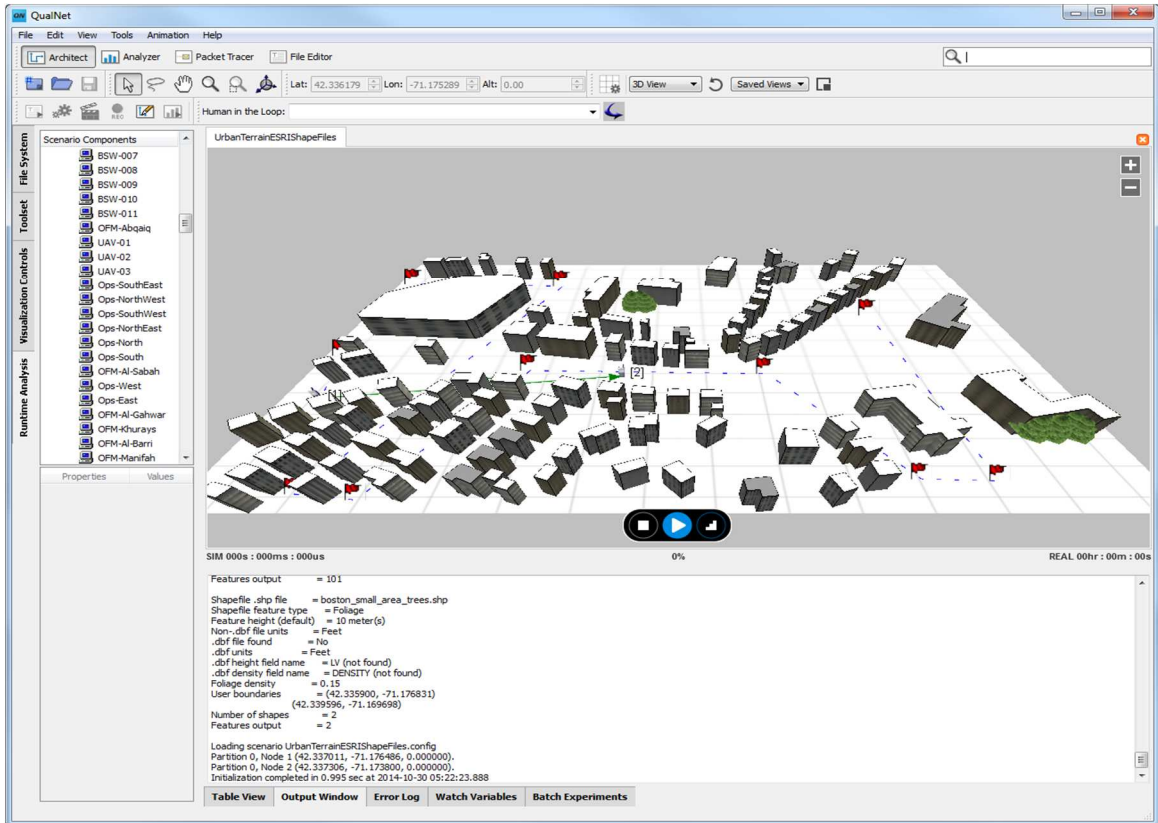 QN QualNet
File Edit View Tools Animation Help
Architect Analyzer Packet Tracer File Editor
Lat: 42.336179 Lon: -71.175289 Alt: 0.00 3D View Saved Views
REC Human in the Loop:
File System
Toolset
Visualization Controls
Runtime Analysis
Scenario Components
BSW-007
BSW-008
BSW-009
BSW-010
BSW-011
OFM-Abqaiq
UAV-01
UAV-02
UAV-03
Ops-SouthEast
Ops-NorthWest
Ops-SouthWest
Ops-NorthEast
Ops-North
Ops-South
OFM-Al-Sabah
Ops-West
Ops-East
OFM-Al-Gahwar
OFM-Khurays
OFM-Al-Barri
OFM-Manifah
Properties Values
UrbanTerrainESRIShapeFiles
[1]
[2]
SIM 000s : 000ms : 000us 0% REAL 00hr : 00m : 00s
Features output = 101
Shapefile .shp file = boston_small_area_trees.shp
Shapefile feature type = Foliage
Feature height (default) = 10 meter(s)
Non-.dbf file units = Feet
.dbf file found = No
.dbf units = Feet
.dbf height field name = LV (not found)
.dbf density field name = DENSITY (not found)
Foliage density = 0.15
User boundaries = (42.335900, -71.176831)
(42.339596, -71.169698)
Number of shapes = 2
Features output = 2
Loading scenario UrbanTerrainESRIShapeFiles.config
Partition 0, Node 1 (42.337011, -71.176486, 0.000000).
Partition 0, Node 2 (42.337306, -71.173800, 0.000000).
Initialization completed in 0.995 sec at 2014-10-30 05:22:23.888
Table View Output Window Error Log Watch Variables Batch Experiments